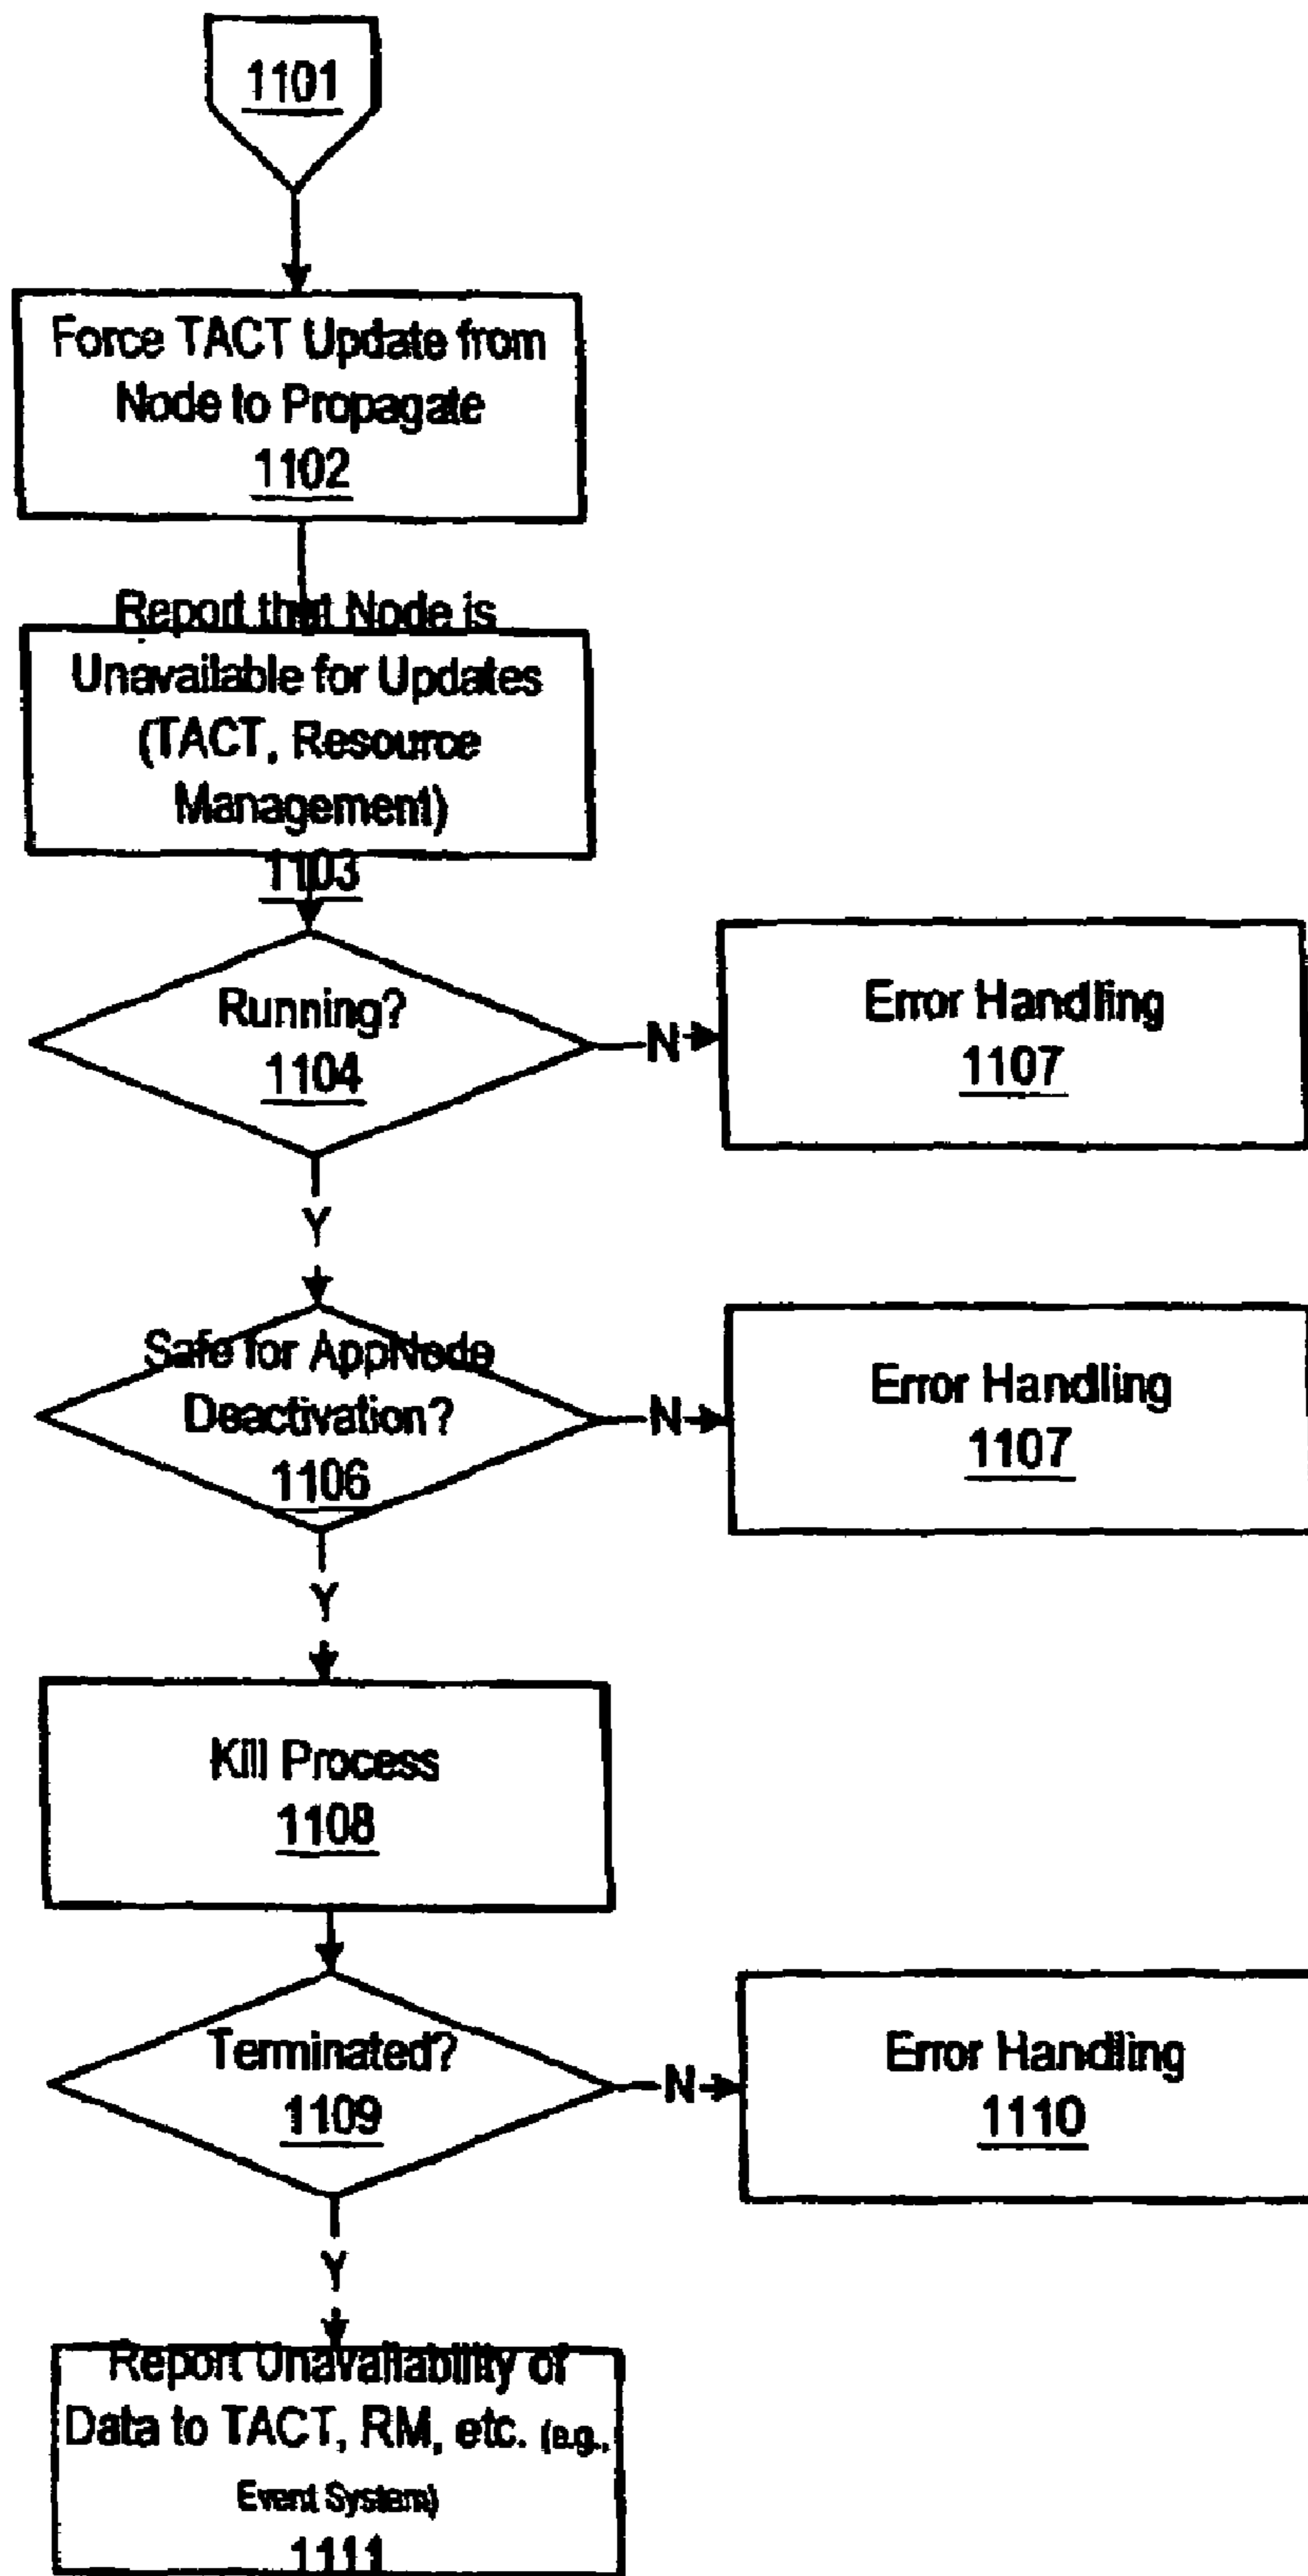 1101
Force TACT Update from
Node to Propagate
1102
Report that Node is
Unavailable for Updates
(TACT, Resource
Management)
1103
Running?
1104
N
Error Handling
1107
Y
Safe for AppNode
Deactivation?
1106
N
Error Handling
1107
Y
Kill Process
1108
Terminated?
1109
N
Error Handling
1110
Y
Report Unavailability of
Data to TACT, RM, etc. (e.g.,
Event System)
1111